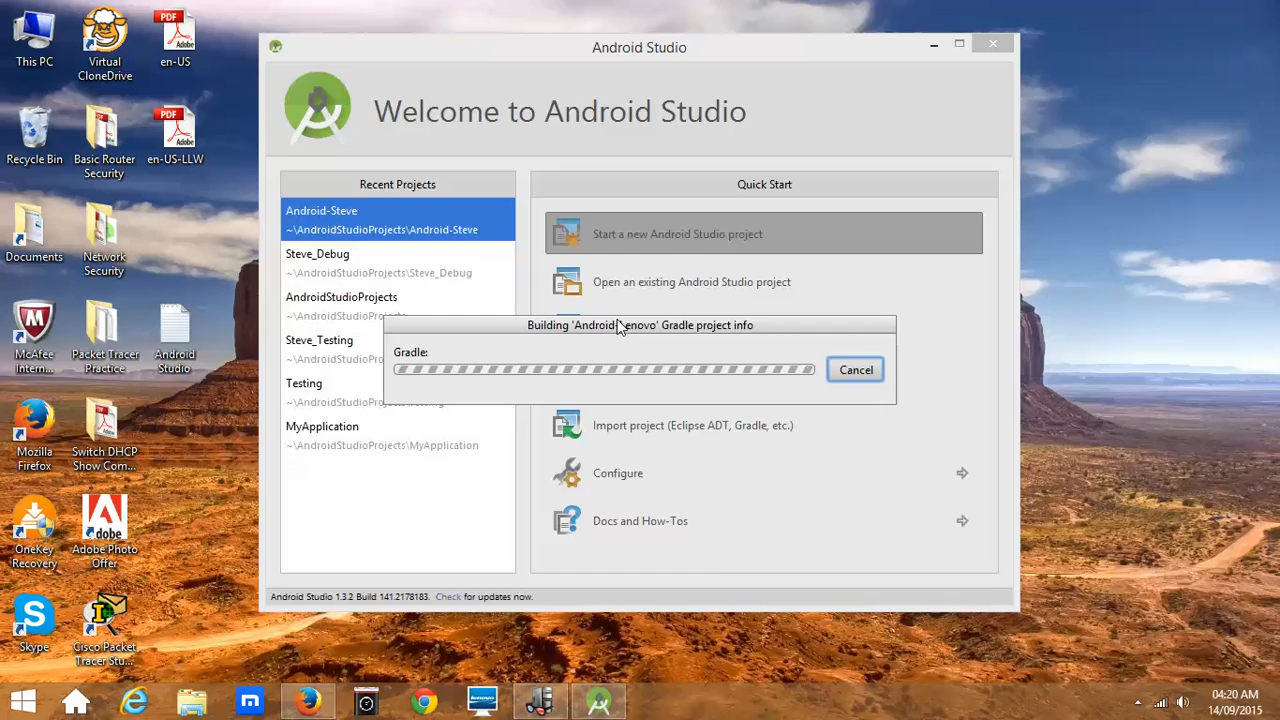 This PC
Virtual
CloneDrive
en-US
Recycle Bin
Basic Router
Security
en-US-LLW
Documents
Network
Security
McAfee
Intern...
Packet Tracer
Practice
Android
Studio
Mozilla
Firefox
Switch DHCP
Show Com...
OneKey
Recovery
Adobe Photo
Offer
Skype
Cisco Packet
Tracer Stu...
PDF
Adobe
PDF
Adobe
Adobe
Android Studio
Welcome to Android Studio
Recent Projects
Android-Steve
~\AndroidStudioProjects\Android-Steve
Steve_Debug
~\AndroidStudioProjects\Steve_Debug
AndroidStudioProjects
~\AndroidStudioProjects
Steve_Testing
Testing
MyApplication
~\AndroidStudioProjects\MyApplication
Quick Start
Start a new Android Studio project
Open an existing Android Studio project
Building 'Android-Lenovo' Gradle project info
Gradle:
Cancel
Import project (Eclipse ADT, Gradle, etc.)
Configure
Docs and How-Tos
Android Studio 1.3.2 Build 141.2178183. Check for updates now.
04:20 AM
14/09/2015